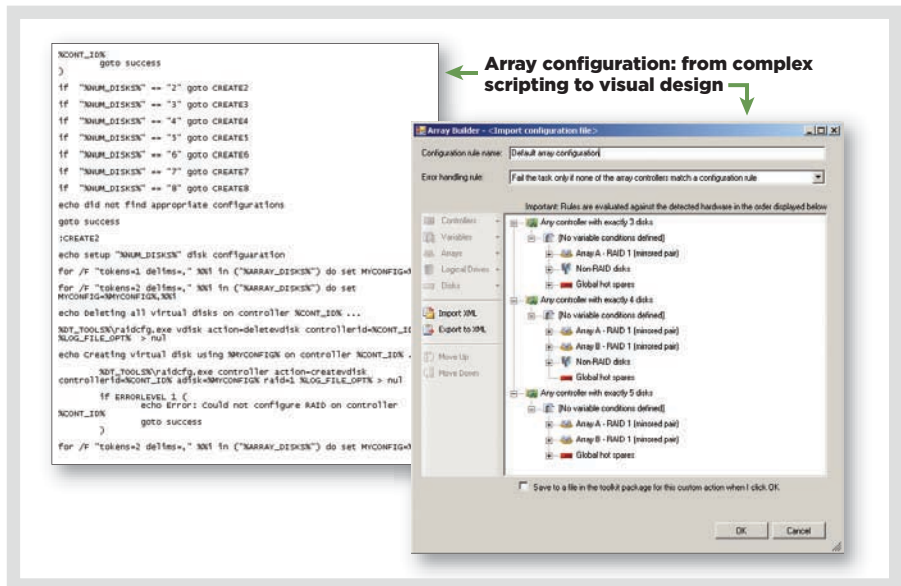 %CONT_ID%
goto success
)
if "%NUM_DISKS%" == "2" goto CREATE2
if "%NUM_DISKS%" == "3" goto CREATE3
if "%NUM_DISKS%" == "4" goto CREATE4
if "%NUM_DISKS%" == "5" goto CREATE5
if "%NUM_DISKS%" == "6" goto CREATE6
if "%NUM_DISKS%" == "7" goto CREATE7
if "%NUM_DISKS%" == "8" goto CREATE8
echo did not find appropriate configurations
goto success
:CREATE2
echo setup "%NUM_DISKS%" disk configuaration
for /F "tokens=1 delims=," %%i in ("%ARRAY_DISKS%") do set MYCONFIG=
for /F "tokens=2 delims=," %%i in ("%ARRAY_DISKS%") do set
MYCONFIG=%MYCONFIG%,%%i
echo Deleting all virtual disks on controller %CONT_ID% ...
%DT_TOOLS%\raidcfg.exe vdisk action=deletevdisk controllerid=%CONT_ID
%LOG_FILE_OPT% > nul
echo Creating virtual disk using %MYCONFIG% on controller %CONT_ID% .
%DT_TOOLS%\raidcfg.exe controller action=createvdisk
controllerid=%CONT_ID% adisk=%MYCONFIG% raid=1 %LOG_FILE_OPT% > nul
if ERRORLEVEL 1 (
echo Error: Could not configure RAID on controller
%CONT_ID%
goto success
)
for /F "tokens=2 delims=," %%i in ("%ARRAY_DISKS%") do set MYCONFIG=
Array configuration: from complex
scripting to visual design
Array Builder - <Import configuration file>
Configuration rule name: Default array configuration
Error handling rule: Fail the task only if none of the array controllers match a configuration rule
Important: Rules are evaluated against the detected hardware in the order displayed below
Controllers
Variables
Arrays
Logical Drives
Disks
Import XML
Export to XML
Move Up
Move Down
Any controller with exactly 3 disks
[No variable conditions defined]
Array A - RAID 1 (mirrored pair)
Non-RAID disks
Global hot spares
Any controller with exactly 4 disks
[No variable conditions defined]
Array A - RAID 1 (mirrored pair)
Array B - RAID 1 (mirrored pair)
Non-RAID disks
Global hot spares
Any controller with exactly 5 disks
[No variable conditions defined]
Array A - RAID 1 (mirrored pair)
Array B - RAID 1 (mirrored pair)
Global hot spares
Save to a file in the toolkit package for this custom action when I click OK.
OK Cancel